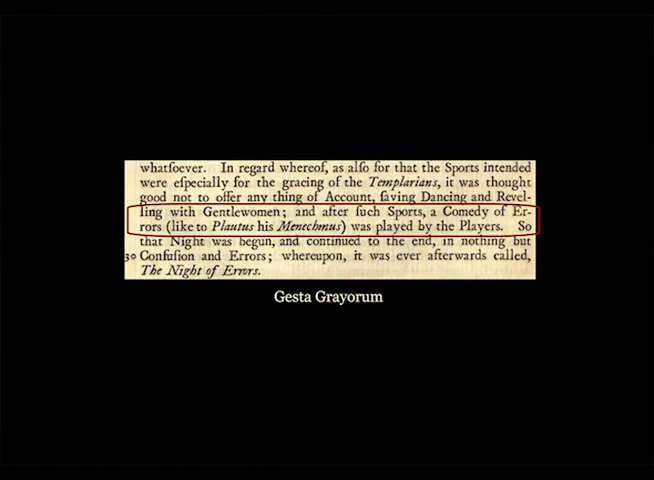 whatſoever. In regard whereof, as alſo for that the Sports intended
were eſpecially for the gracing of the Templarians, it was thought
good not to offer any thing of Account, ſaving Dancing and Revel-
ling with Gentlewomen; and after ſuch Sports, a Comedy of Er-
rors (like to Plautus his Menechmus) was played by the Players. So
that Night was begun, and continued to the end, in nothing but
30 Confuſion and Errors; whereupon, it was ever afterwards called,
The Night of Errors.
Gesta Grayorum